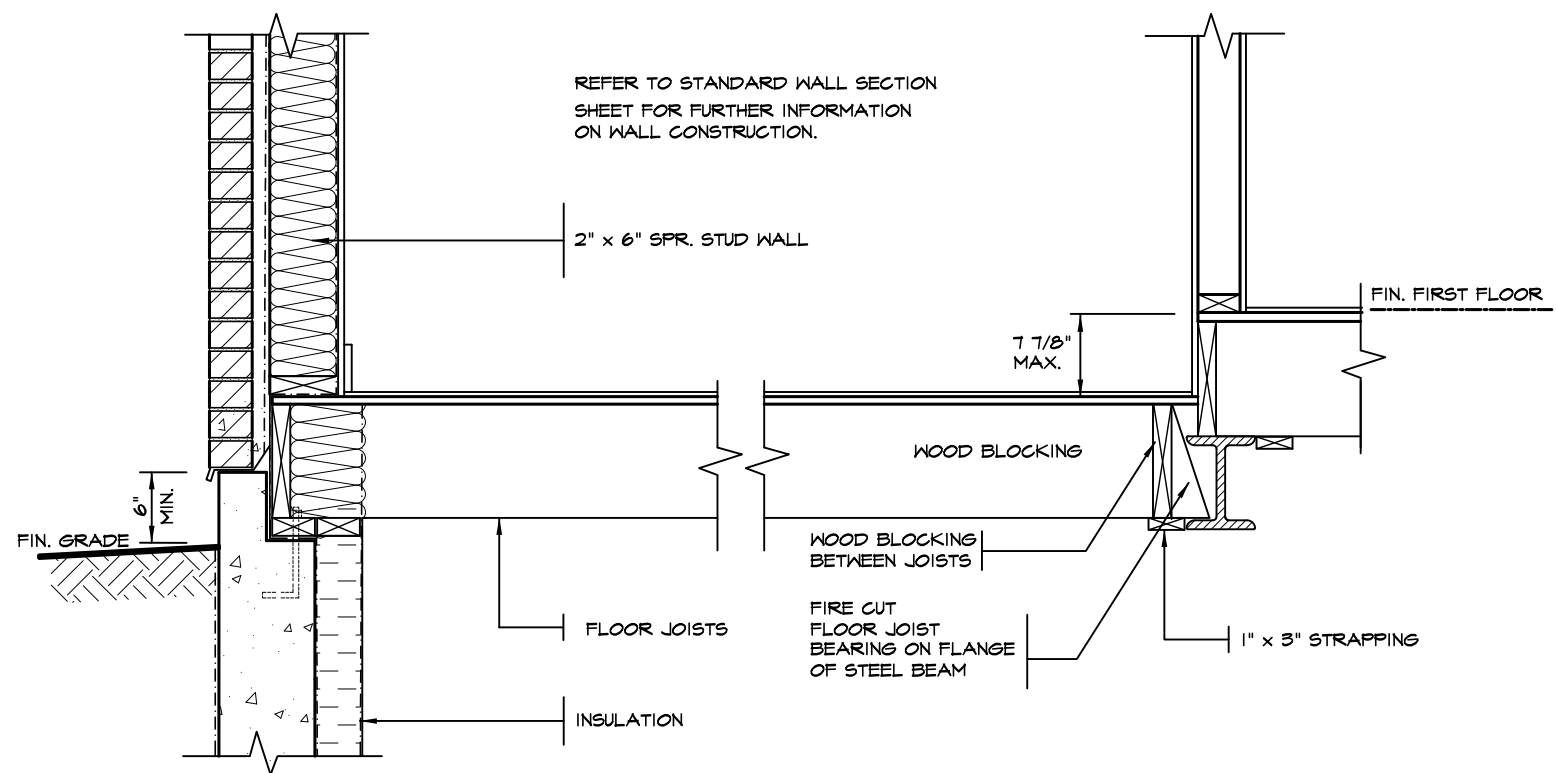 REFER TO STANDARD WALL SECTION
SHEET FOR FURTHER INFORMATION
ON WALL CONSTRUCTION.
2" x 6" SPR. STUD WALL
FIN. FIRST FLOOR
7 7/8"
MAX.
WOOD BLOCKING
6"
MIN.
FIN. GRADE
WOOD BLOCKING
BETWEEN JOISTS
FIRE CUT
FLOOR JOIST
BEARING ON FLANGE
OF STEEL BEAM
FLOOR JOISTS
1" x 3" STRAPPING
INSULATION